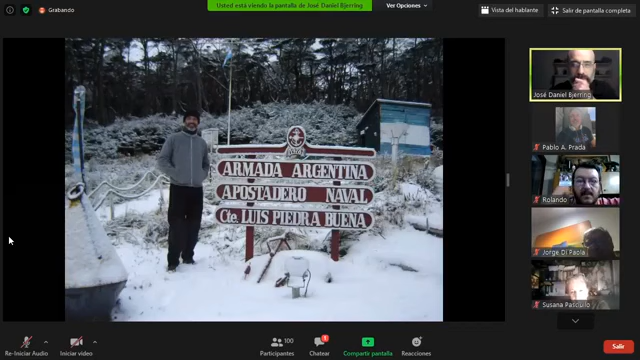 Grabando
Usted está viendo la pantalla de José Daniel Bjerring
Ver Opciones
Vista del hablante
Salir de pantalla completa
ARMADA ARGENTINA
APOSTADERO NAVAL
Cte. LUIS PIEDRA BUENA
José Daniel Bjerring
Pablo A. Prada
Rolando
Jorge Di Paola
Susana Pasciullo
Re-Iniciar Audio
Iniciar video
Participantes
100
Chatear
1
Compartir pantalla
Reacciones
Salir